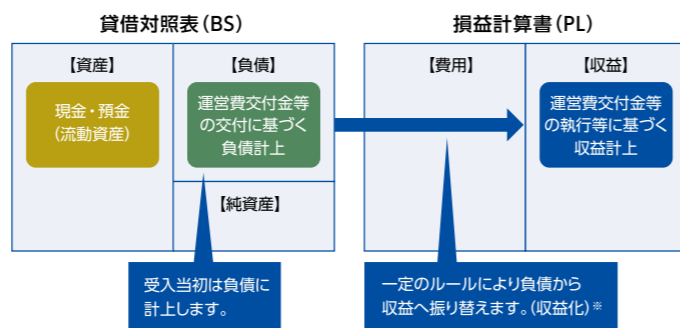 貸借対照表(BS)
【資産】
現金・預金
(流動資産)
【負債】
運営費交付金等
の交付に基づく
負債計上
【純資産】
受入当初は負債に
計上します。
損益計算書(PL)
【費用】
【収益】
運営費交付金等
の執行等に基づく
収益計上
一定のルールにより負債から
収益へ振り替えます。(収益化)※